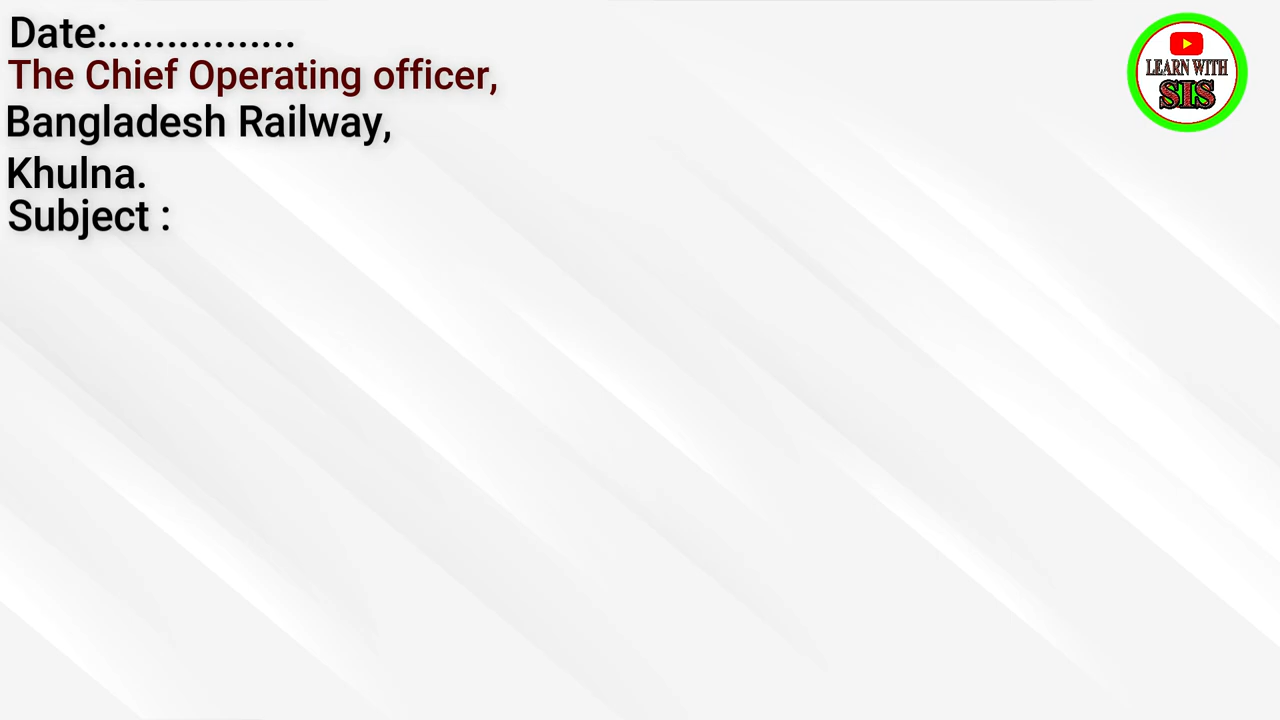 Date:................
The Chief Operating officer,
Bangladesh Railway,
Khulna.
Subject :
LEARN WITH
SIS